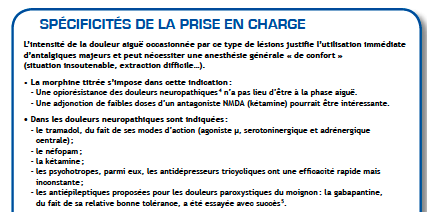 SPÉCIFICITÉS DE LA PRISE EN CHARGE
L'intensité de la douleur aiguë occasionnée par ce type de lésions justifie l'utilisation immédiate
d'antalgiques majeurs et peut nécessiter une anesthésie générale « de confort »
(situation insoutenable, extraction difficile...).
• La morphine titrée s'impose dans cette indication :
- Une opiorésistance des douleurs neuropathiques⁴ n'a pas lieu d'être à la phase aiguë.
- Une adjonction de faibles doses d'un antagoniste NMDA (kétamine) pourrait être intéressante.
• Dans les douleurs neuropathiques sont indiquées :
- le tramadol, du fait de ses modes d'action (agoniste µ, serotoninergique et adrénergique
centrale) ;
- le néfopam ;
- la kétamine ;
- les psychotropes, parmi eux, les antidépresseurs tricycliques ont une efficacité rapide mais
inconstante ;
- les antiépileptiques proposées pour les douleurs paroxystiques du moignon : la gabapantine,
du fait de sa relative bonne tolérance, a été essayée avec succès⁵.